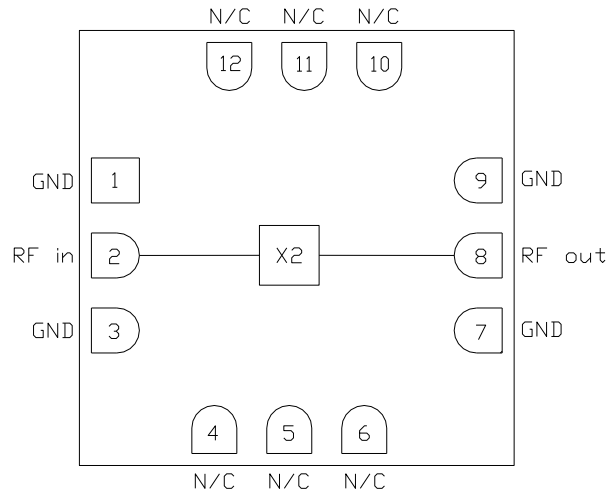 N/C N/C N/C
12 11 10
GND 1 9 GND
RF in 2 X2 8 RF out
GND 3 7 GND
4 5 6
N/C N/C N/C